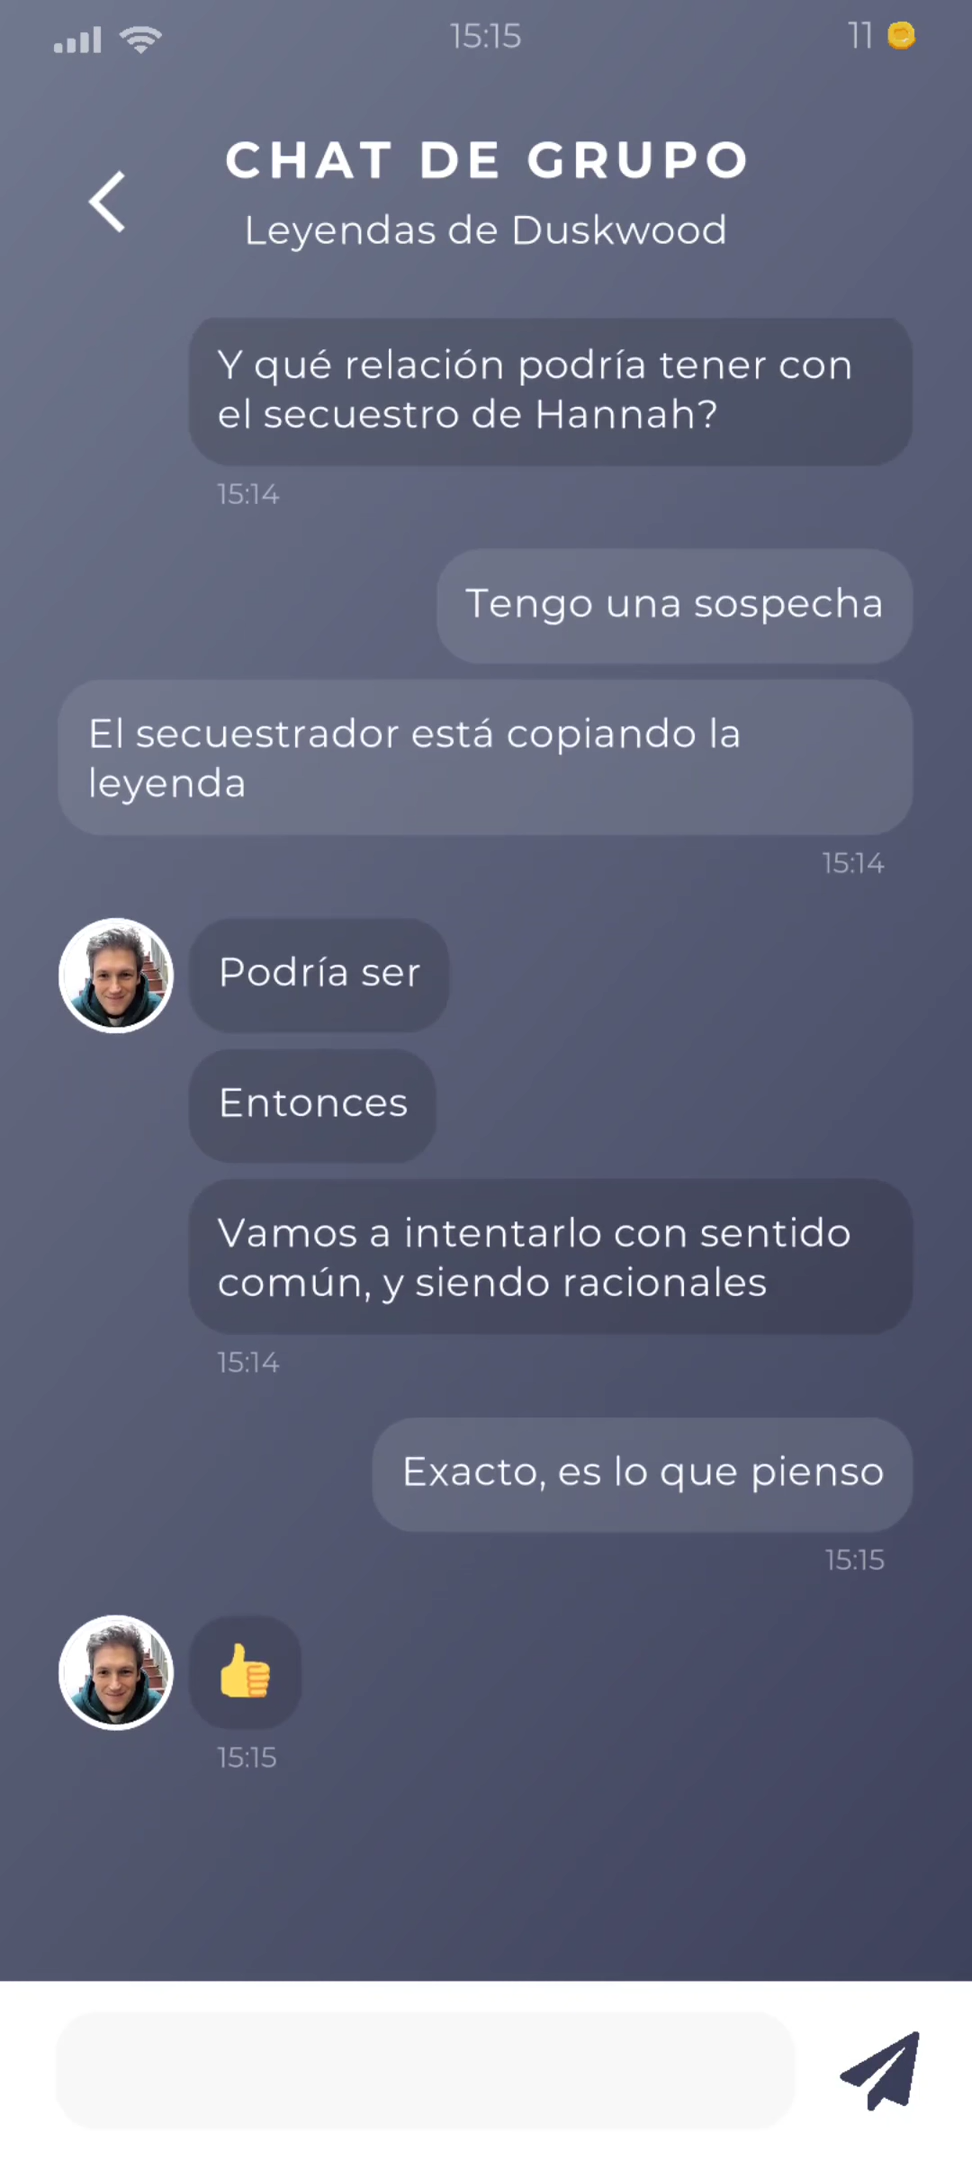 15:15
11
CHAT DE GRUPO
Leyendas de Duskwood
Y qué relación podría tener con
el secuestro de Hannah?
15:14
Tengo una sospecha
El secuestrador está copiando la
leyenda
15:14
Podría ser
Entonces
Vamos a intentarlo con sentido
común, y siendo racionales
15:14
Exacto, es lo que pienso
15:15
15:15